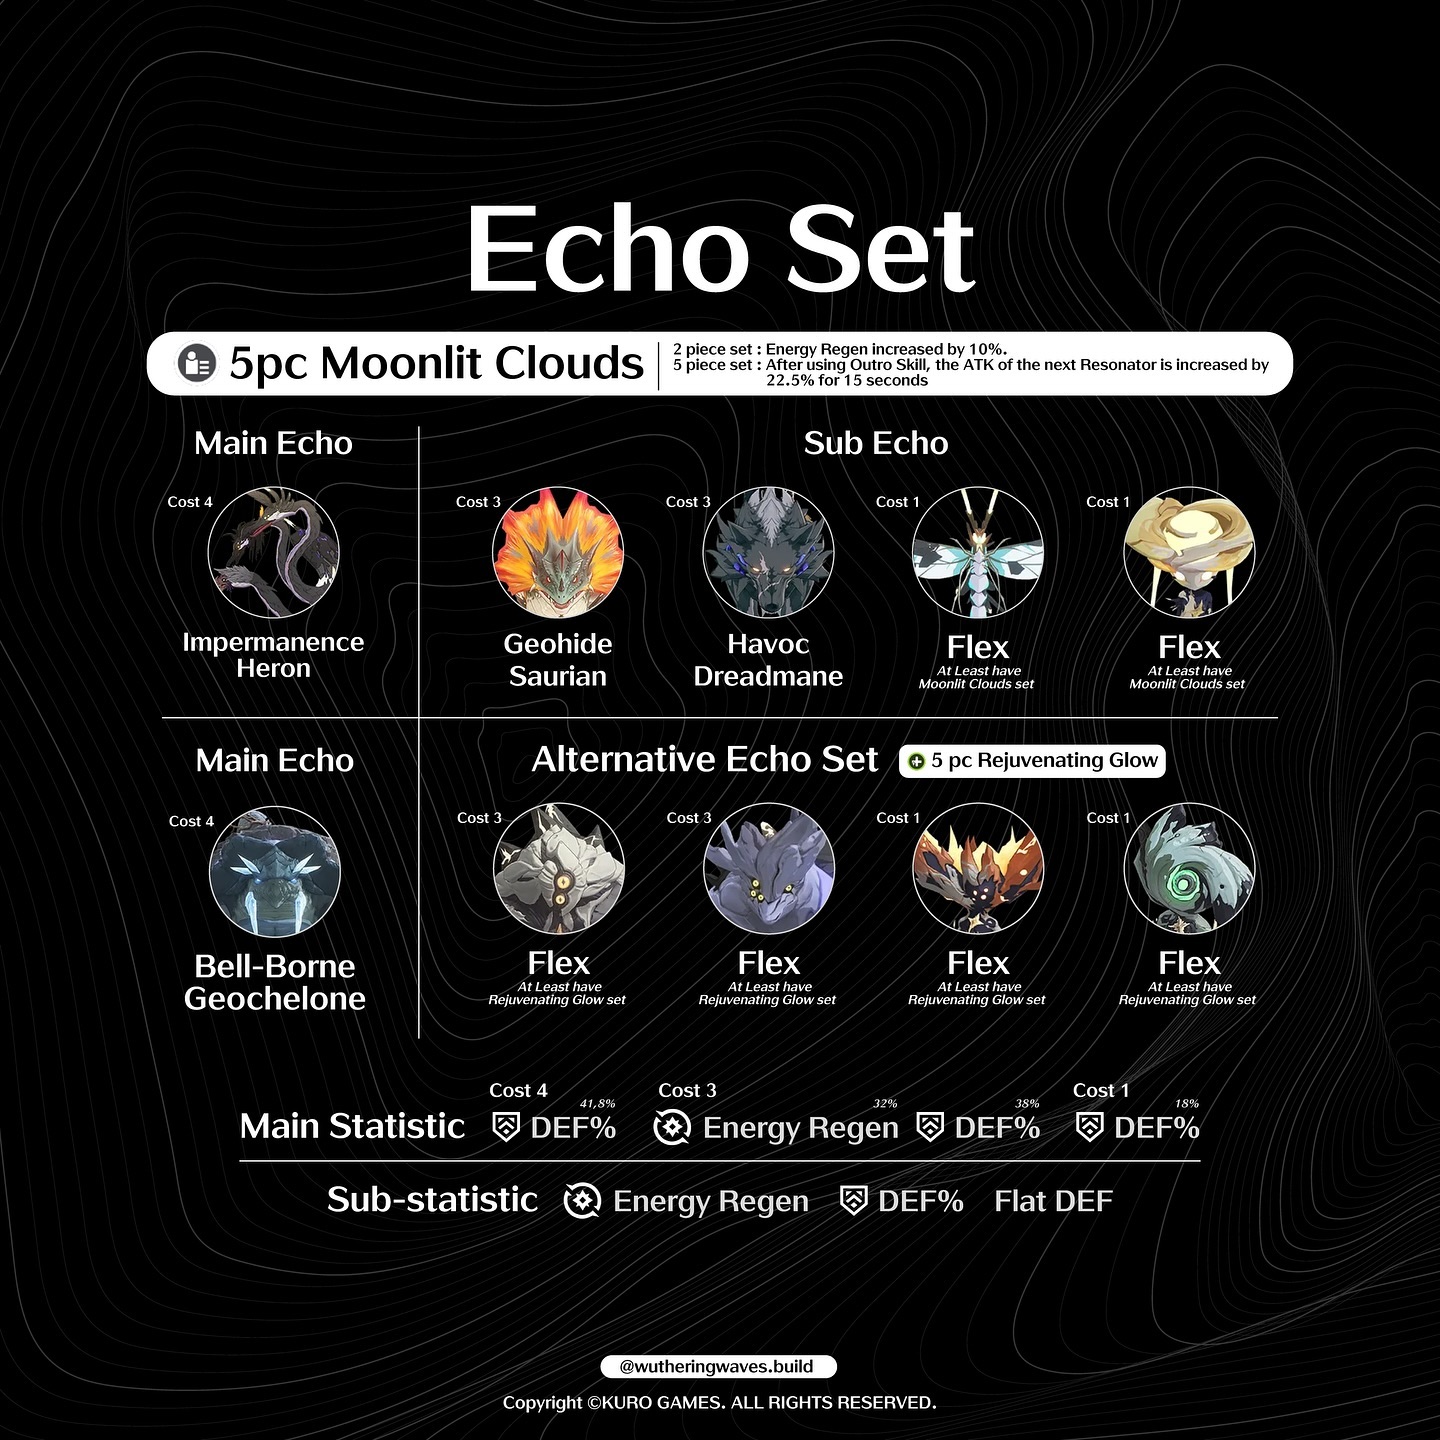 Echo Set
5pc Moonlit Clouds
2 piece set : Energy Regen increased by 10%.
5 piece set : After using Outro Skill, the ATK of the next Resonator is increased by
22.5% for 15 seconds
Main Echo
Sub Echo
Cost 4
Cost 3
Cost 3
Cost 1
Cost 1
Impermanence
Heron
Geohide
Saurian
Havoc
Dreadmane
Flex
At Least have
Moonlit Clouds set
Flex
At Least have
Moonlit Clouds set
Main Echo
Alternative Echo Set
5 pc Rejuvenating Glow
Cost 4
Cost 3
Cost 3
Cost 1
Cost 1
Bell-Borne
Geochelone
Flex
At Least have
Rejuvenating Glow set
Flex
At Least have
Rejuvenating Glow set
Flex
At Least have
Rejuvenating Glow set
Flex
At Least have
Rejuvenating Glow set
Cost 4
Cost 3
Cost 1
41,8%
32%
38%
18%
Main Statistic DEF% Energy Regen DEF% DEF%
Sub-statistic Energy Regen DEF% Flat DEF
@wutheringwaves.build
Copyright ©KURO GAMES. ALL RIGHTS RESERVED.